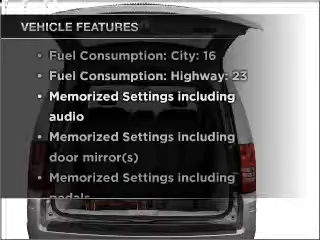 VEHICLE FEATURES
• Fuel Consumption: City: 16
• Fuel Consumption: Highway: 23
• Memorized Settings including
audio
• Memorized Settings including
door mirror(s)
• Memorized Settings including
pedals